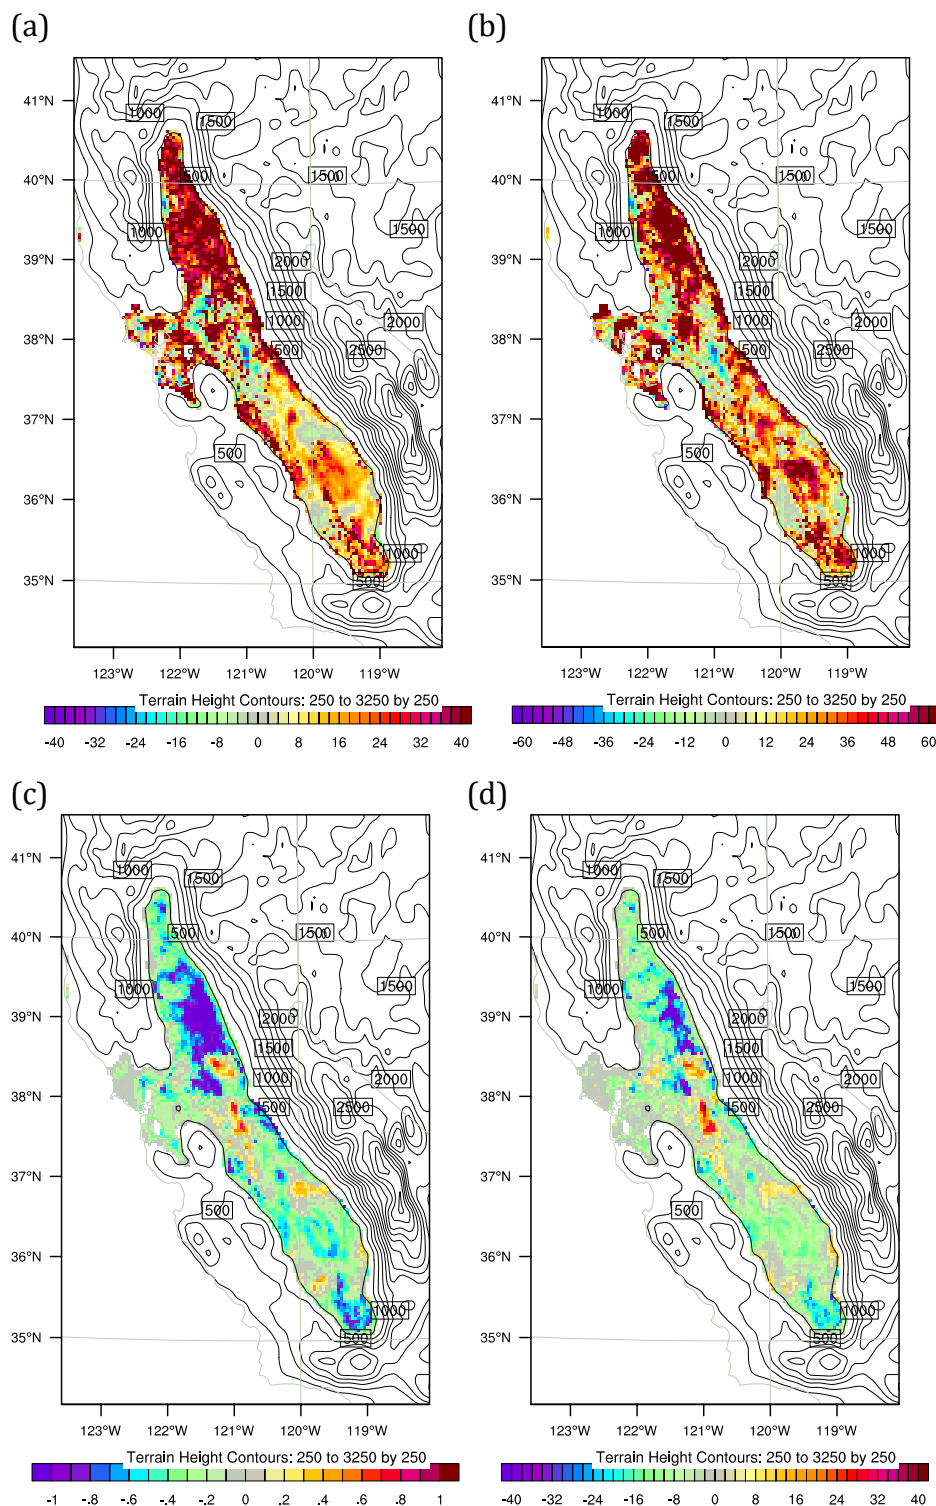 (a) (b)
41°N 41°N
1000 1500 1000 1500
40°N 500 1500 40°N 500 1500
1000 1500 1000 1500
39°N 2000 39°N 2000
1500 1500
38°N 1000 2000 38°N 1000 2000
500 2500 500 2500
37°N 37°N
500 500
36°N 36°N
1000 1000
35°N 500 35°N 500
123°W 122°W 121°W 120°W 119°W 123°W 122°W 121°W 120°W 119°W
Terrain Height Contours: 250 to 3250 by 250 Terrain Height Contours: 250 to 3250 by 250
-40 -32 -24 -16 -8 0 8 16 24 32 40 -60 -48 -36 -24 -12 0 12 24 36 48 60
(c) (d)
41°N 41°N
1000 1500 1000 1500
40°N 500 1500 40°N 500 1500
1000 1500 1000 1500
39°N 2000 39°N 2000
1500 1500
38°N 1000 2000 38°N 1000 2000
500 2500 500 2500
37°N 37°N
500 500
36°N 36°N
1000 1000
35°N 500 35°N 500
123°W 122°W 121°W 120°W 119°W 123°W 122°W 121°W 120°W 119°W
Terrain Height Contours: 250 to 3250 by 250 Terrain Height Contours: 250 to 3250 by 250
-1 -.8 -.6 -.4 -.2 0 .2 .4 .6 .8 1 -40 -32 -24 -16 -8 0 8 16 24 32 40